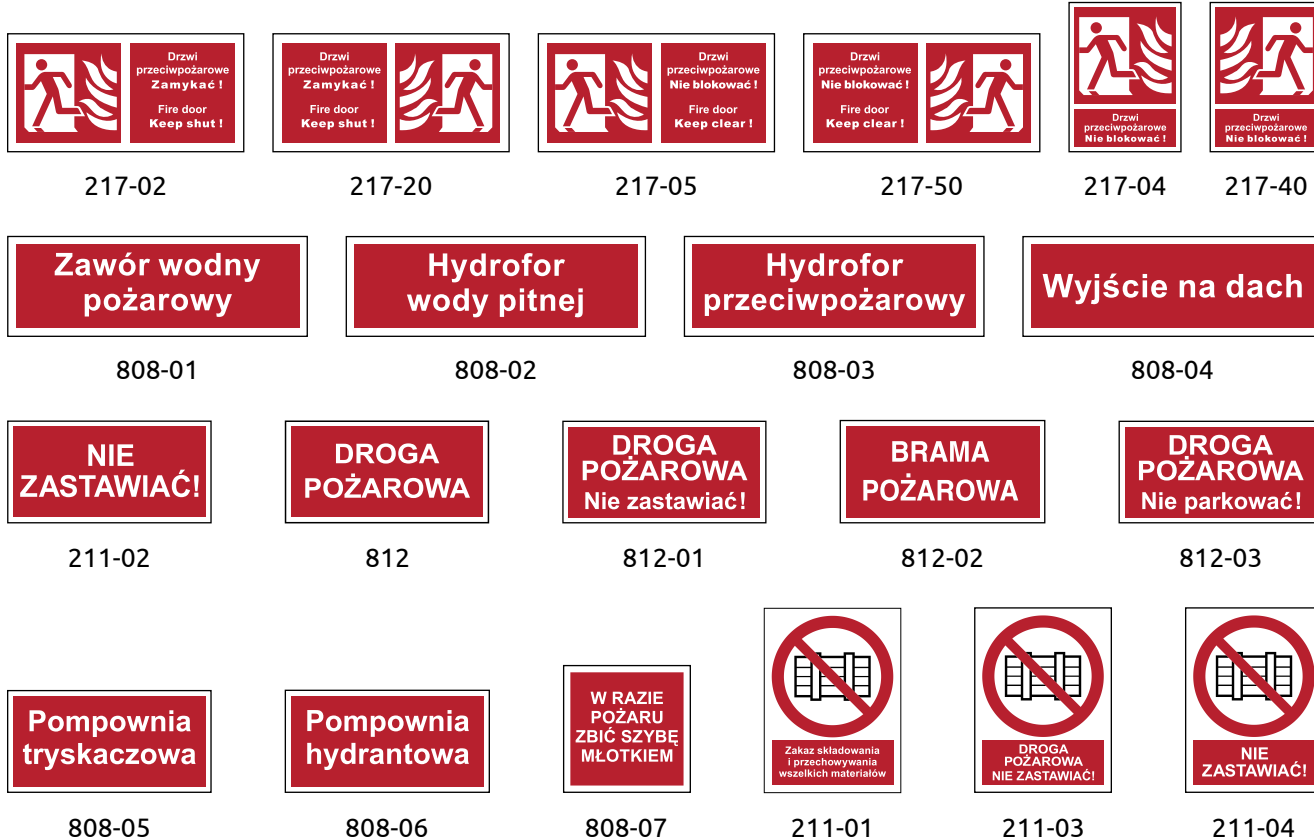 Drzwi
przeciwpożarowe
Zamykać !
Fire door
Keep shut !
217-02
Drzwi
przeciwpożarowe
Zamykać !
Fire door
Keep shut !
217-20
Drzwi
przeciwpożarowe
Nie blokować !
Fire door
Keep clear !
217-05
Drzwi
przeciwpożarowe
Nie blokować !
Fire door
Keep clear !
217-50
Drzwi
przeciwpożarowe
Nie blokować !
217-04
Drzwi
przeciwpożarowe
Nie blokować !
217-40
Zawór wodny
pożarowy
808-01
Hydrofor
wody pitnej
808-02
Hydrofor
przeciwpożarowy
808-03
Wyjście na dach
808-04
NIE
ZASTAWIAĆ!
211-02
DROGA
POŻAROWA
812
DROGA
POŻAROWA
Nie zastawiać!
812-01
BRAMA
POŻAROWA
812-02
DROGA
POŻAROWA
Nie parkować!
812-03
Pompownia
tryskaczowa
808-05
Pompownia
hydrantowa
808-06
W RAZIE
POŻARU
ZBIĆ SZYBĘ
MŁOTKIEM
808-07
Zakaz składowania
i przechowywania
wszelkich materiałów
211-01
DROGA
POŻAROWA
NIE ZASTAWIAĆ!
211-03
NIE
ZASTAWIAĆ!
211-04